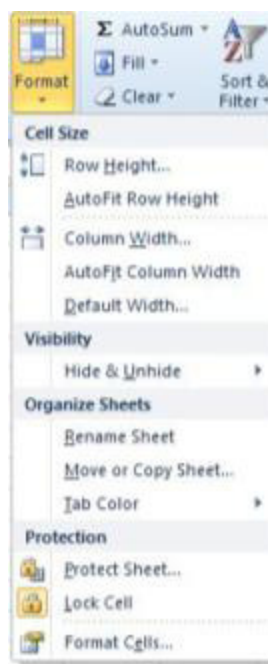 Σ AutoSum
Fill
Clear
Format
Sort &
Filter
Cell Size
Row Height...
AutoFit Row Height
Column Width...
AutoFit Column Width
Default Width...
Visibility
Hide & Unhide
Organize Sheets
Rename Sheet
Move or Copy Sheet...
Tab Color
Protection
Protect Sheet...
Lock Cell
Format Cells...